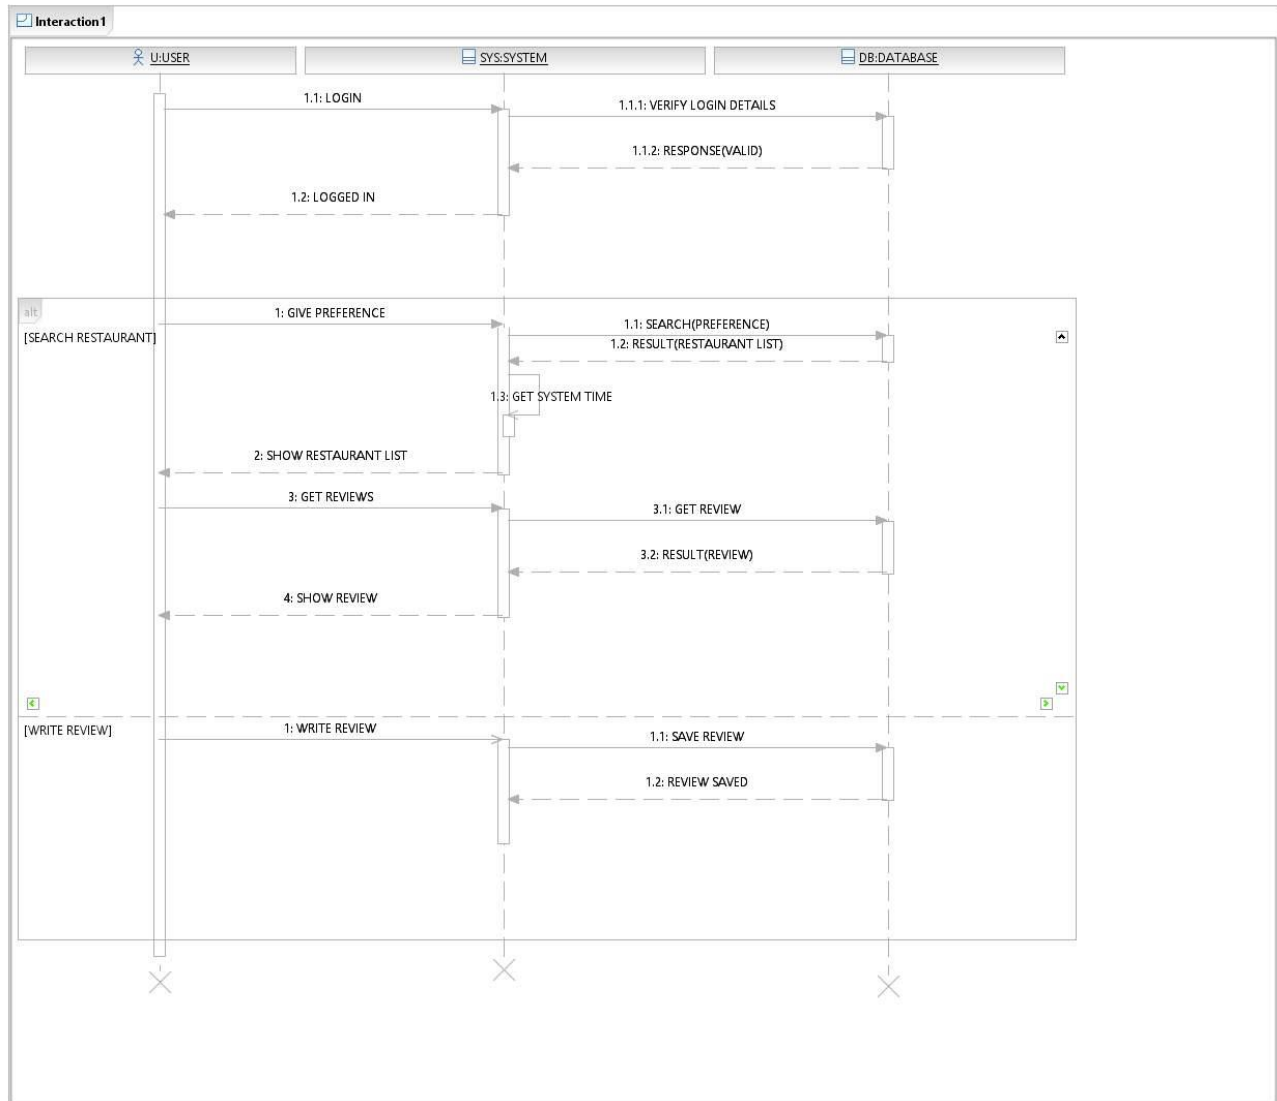 Interaction1
U:USER
SYS:SYSTEM
DB:DATABASE
1.1: LOGIN
1.1.1: VERIFY LOGIN DETAILS
1.1.2: RESPONSE(VALID)
1.2: LOGGED IN
alt
1: GIVE PREFERENCE
1.1: SEARCH(PREFERENCE)
[SEARCH RESTAURANT]
1.2: RESULT(RESTAURANT LIST)
1.3: GET SYSTEM TIME
2: SHOW RESTAURANT LIST
3: GET REVIEWS
3.1: GET REVIEW
3.2: RESULT(REVIEW)
4: SHOW REVIEW
[WRITE REVIEW]
1: WRITE REVIEW
1.1: SAVE REVIEW
1.2: REVIEW SAVED